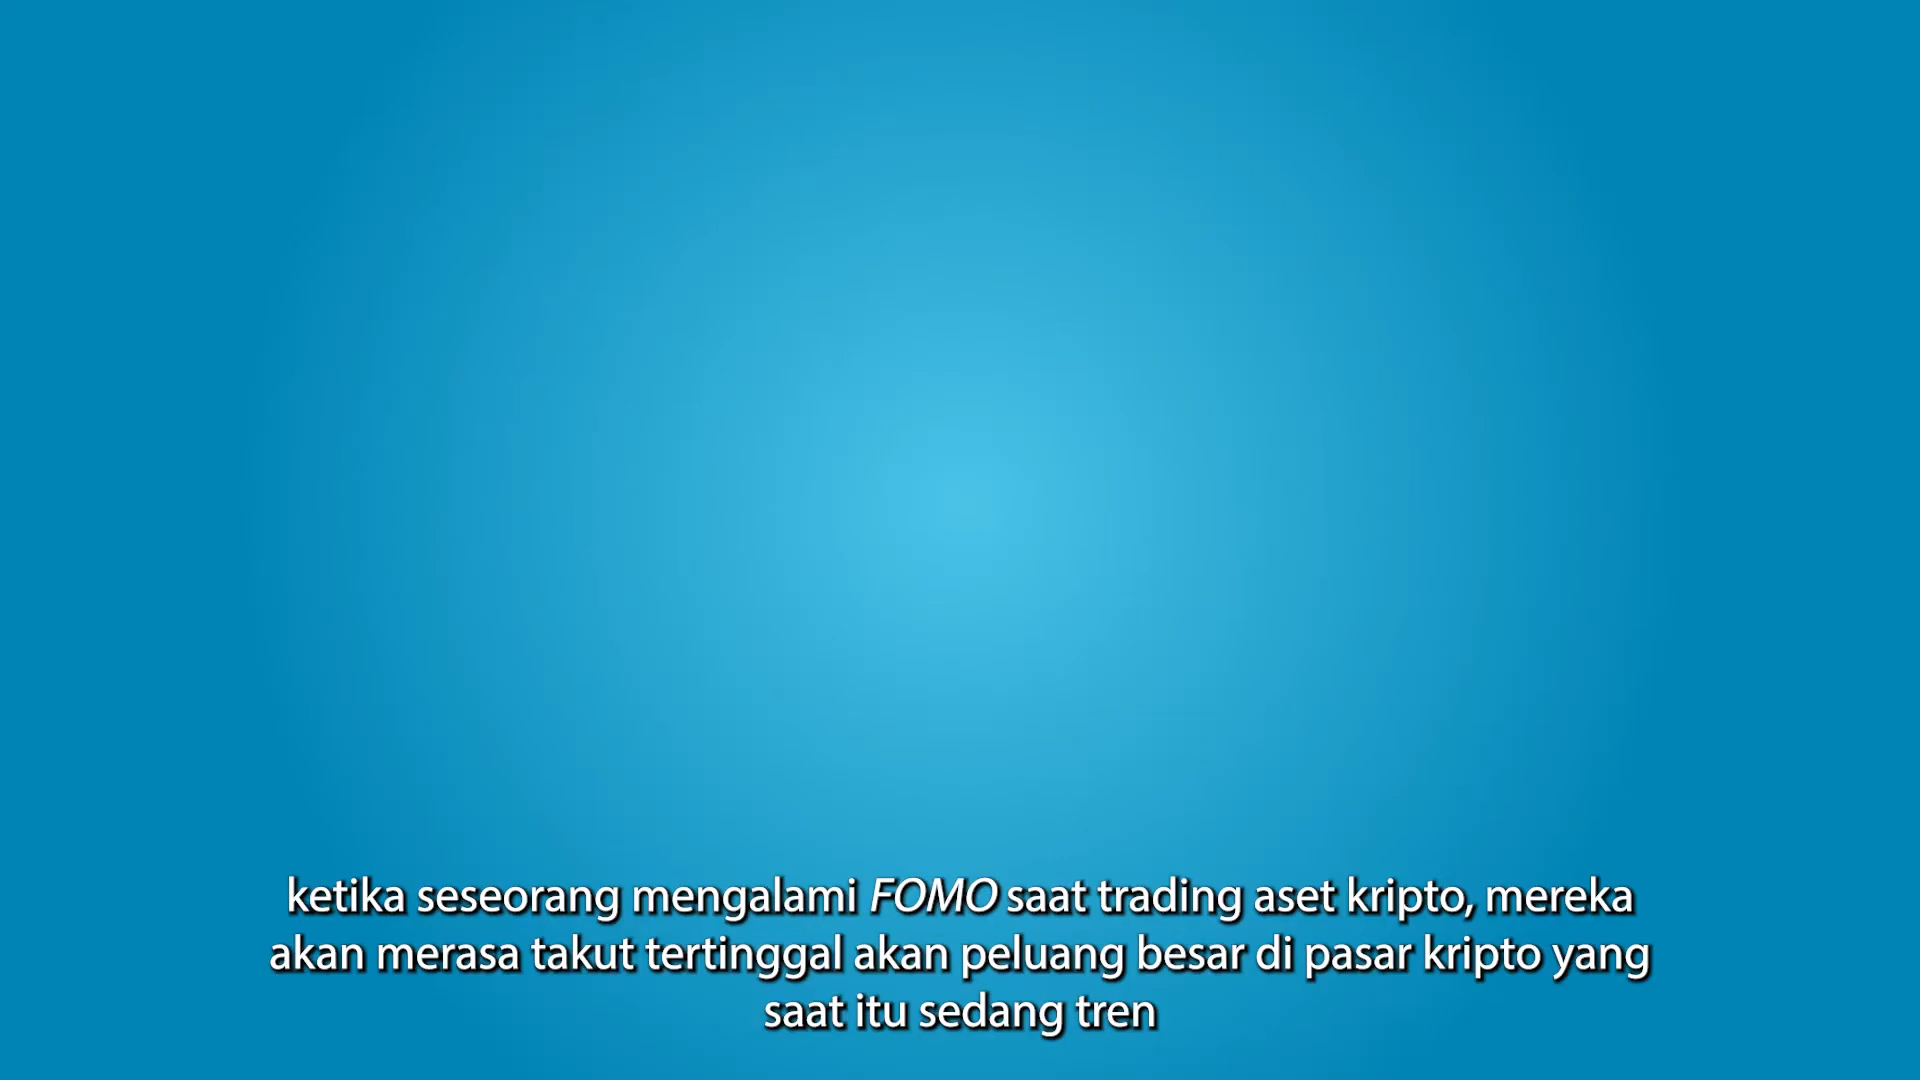 ketika seseorang mengalami FOMO saat trading aset kripto, mereka
akan merasa takut tertinggal akan peluang besar di pasar kripto yang
saat itu sedang tren